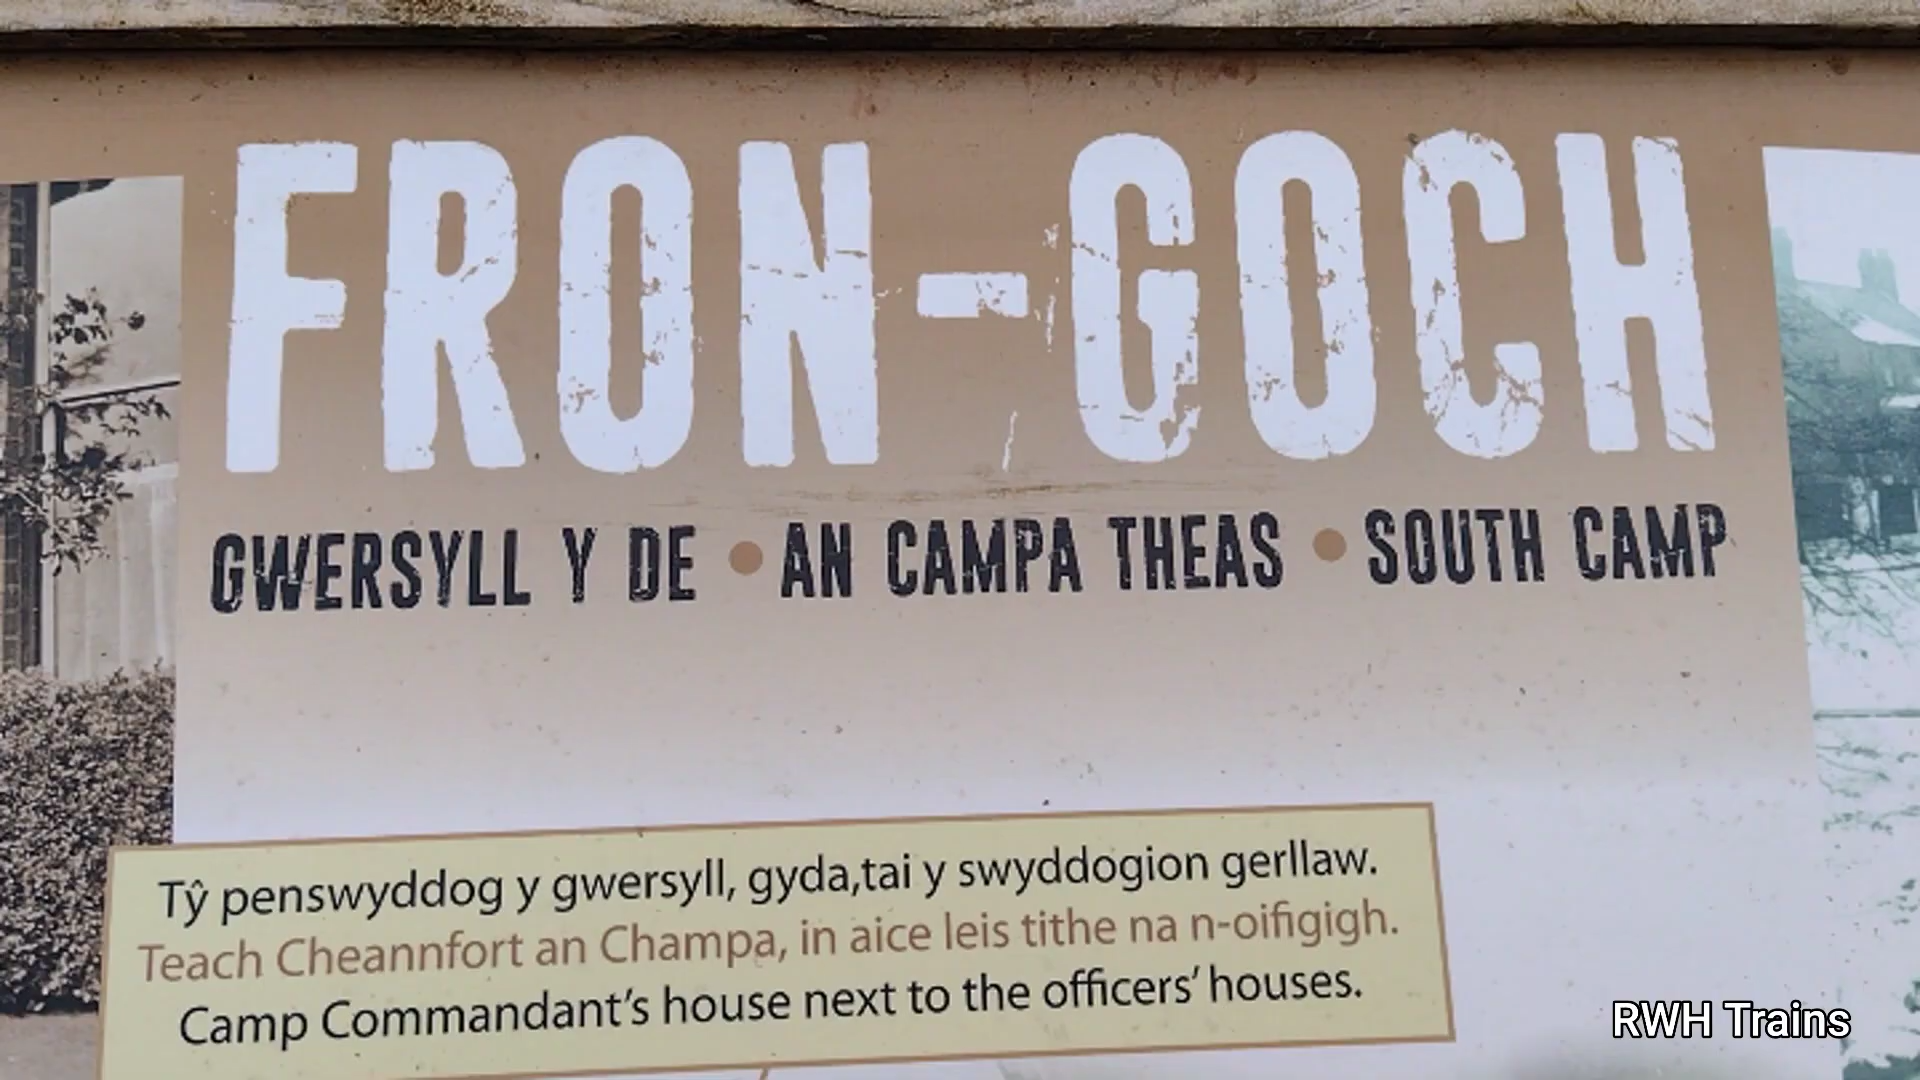 FRON-GOCH
GWERSYLL Y DE • AN CAMPA THEAS • SOUTH CAMP
Tŷ penswyddog y gwersyll, gyda,tai y swyddogion gerllaw.
Teach Cheannfort an Champa, in aice leis tithe na n-oifigigh.
Camp Commandant's house next to the officers' houses.
RWH Trains